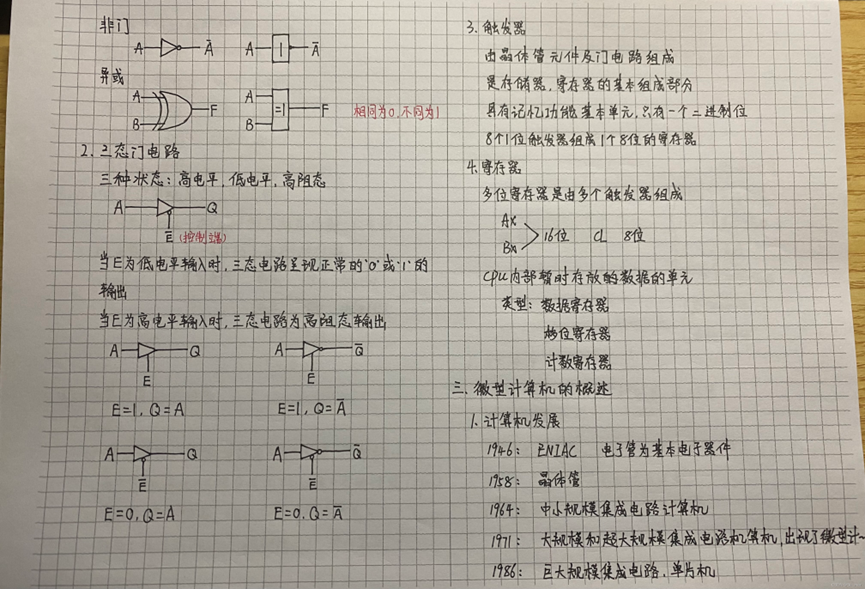 非门
A Ā A 1 Ā
异或
A B F A B =1 F 相同为0,不同为1
2. 三态门电路
三种状态:高电平,低电平,高阻态
A Q
Ē (控制端)
当E为低电平输入时,三态电路呈现正常的'0'或'1'的
输出
当E为高电平输入时,三态电路为高阻态输出
A Q A Q̄
E E
E=1, Q=A E=1, Q=Ā
A Q A Q̄
Ē Ē
E=0, Q=A E=0, Q=Ā
3. 触发器
由晶体管元件及门电路组成
是存储器,寄存器的基本组成部分
具有记忆功能基本单元,只存一个二进制位
8个1位触发器组成1个8位的寄存器
4. 寄存器
多位寄存器是由多个触发器组成
Ax
Bx 16位 CL 8位
CPU内部暂时存放的数据的单元
类型:数据寄存器
移位寄存器
计数寄存器
三. 微型计算机的概述
1. 计算机发展
1946: ENIAC 电子管为基本电子器件
1958: 晶体管
1964: 中小规模集成电路计算机
1971: 大规模和超大规模集成电路机算机,出现了微型计~
1986: 巨大规模集成电路,单片机